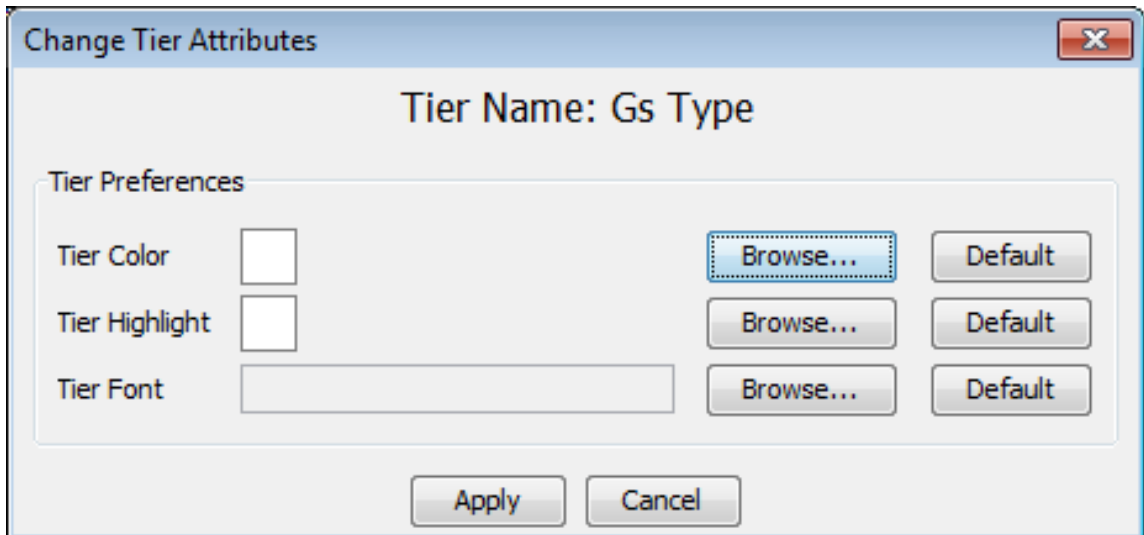 Change Tier Attributes
Tier Name: Gs Type
Tier Preferences
Tier Color Browse... Default
Tier Highlight Browse... Default
Tier Font Browse... Default
Apply Cancel